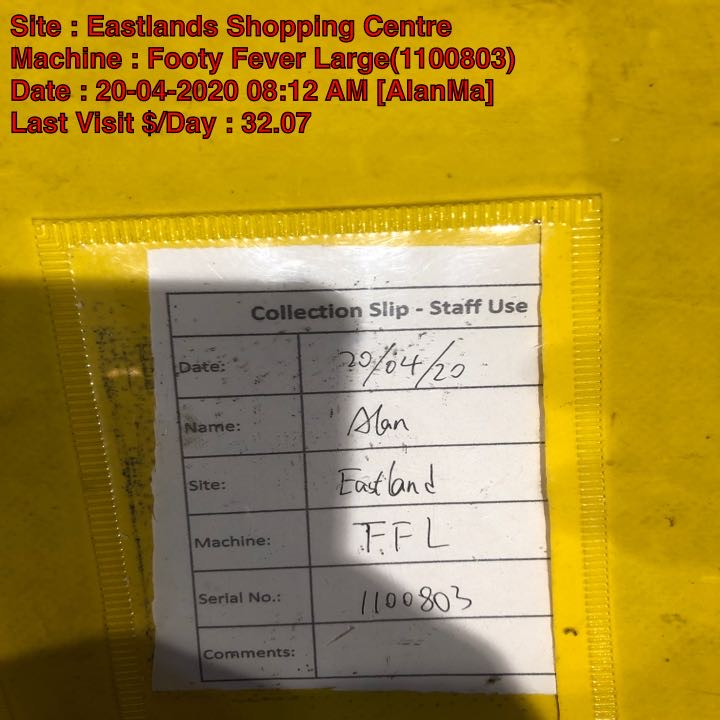 Site : Eastlands Shopping Centre
Machine : Footy Fever Large(1100803)
Date : 20-04-2020 08:12 AM [AlanMa]
Last Visit $/Day : 32.07
Collection Slip - Staff Use
Date: 20/04/20
Name: Alan
Site: Eastland
Machine: FFL
Serial No.: 1100803
Comments: